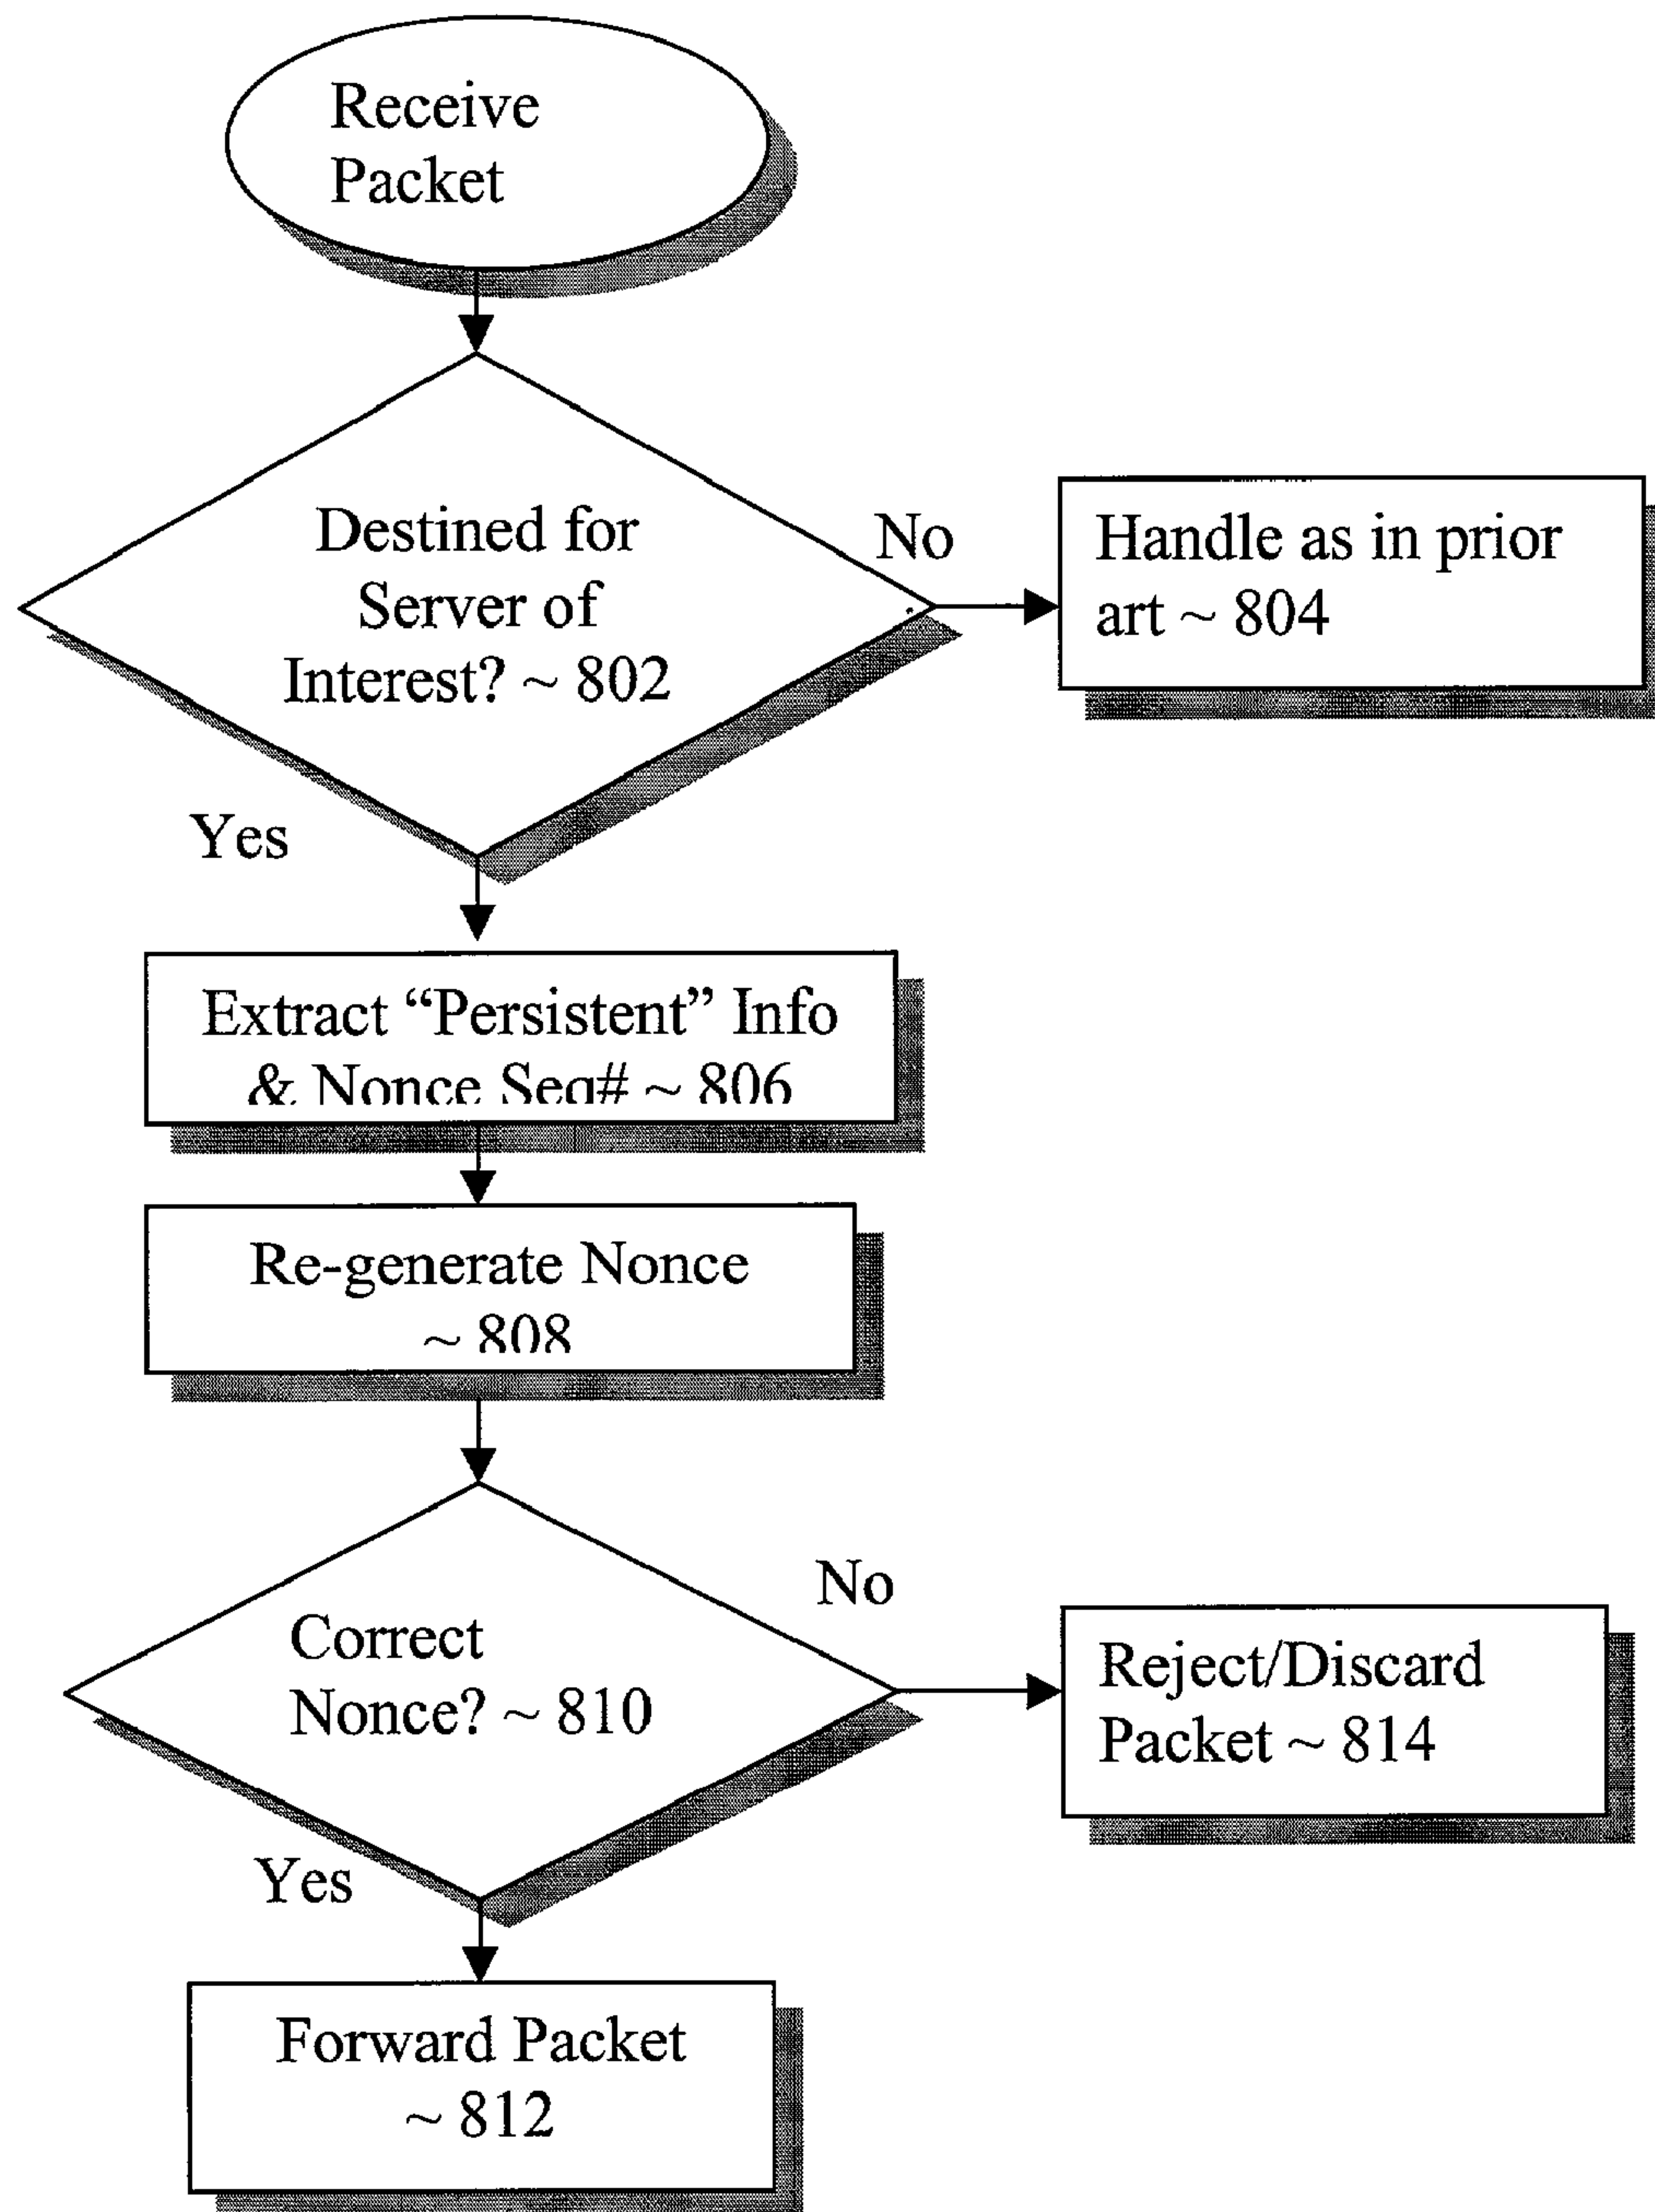 Receive
Packet
Destined for
Server of
Interest? ~ 802
No
Handle as in prior
art ~ 804
Yes
Extract “Persistent” Info
& Nonce Seq# ~ 806
Re-generate Nonce
~ 808
Correct
Nonce? ~ 810
No
Reject/Discard
Packet ~ 814
Yes
Forward Packet
~ 812